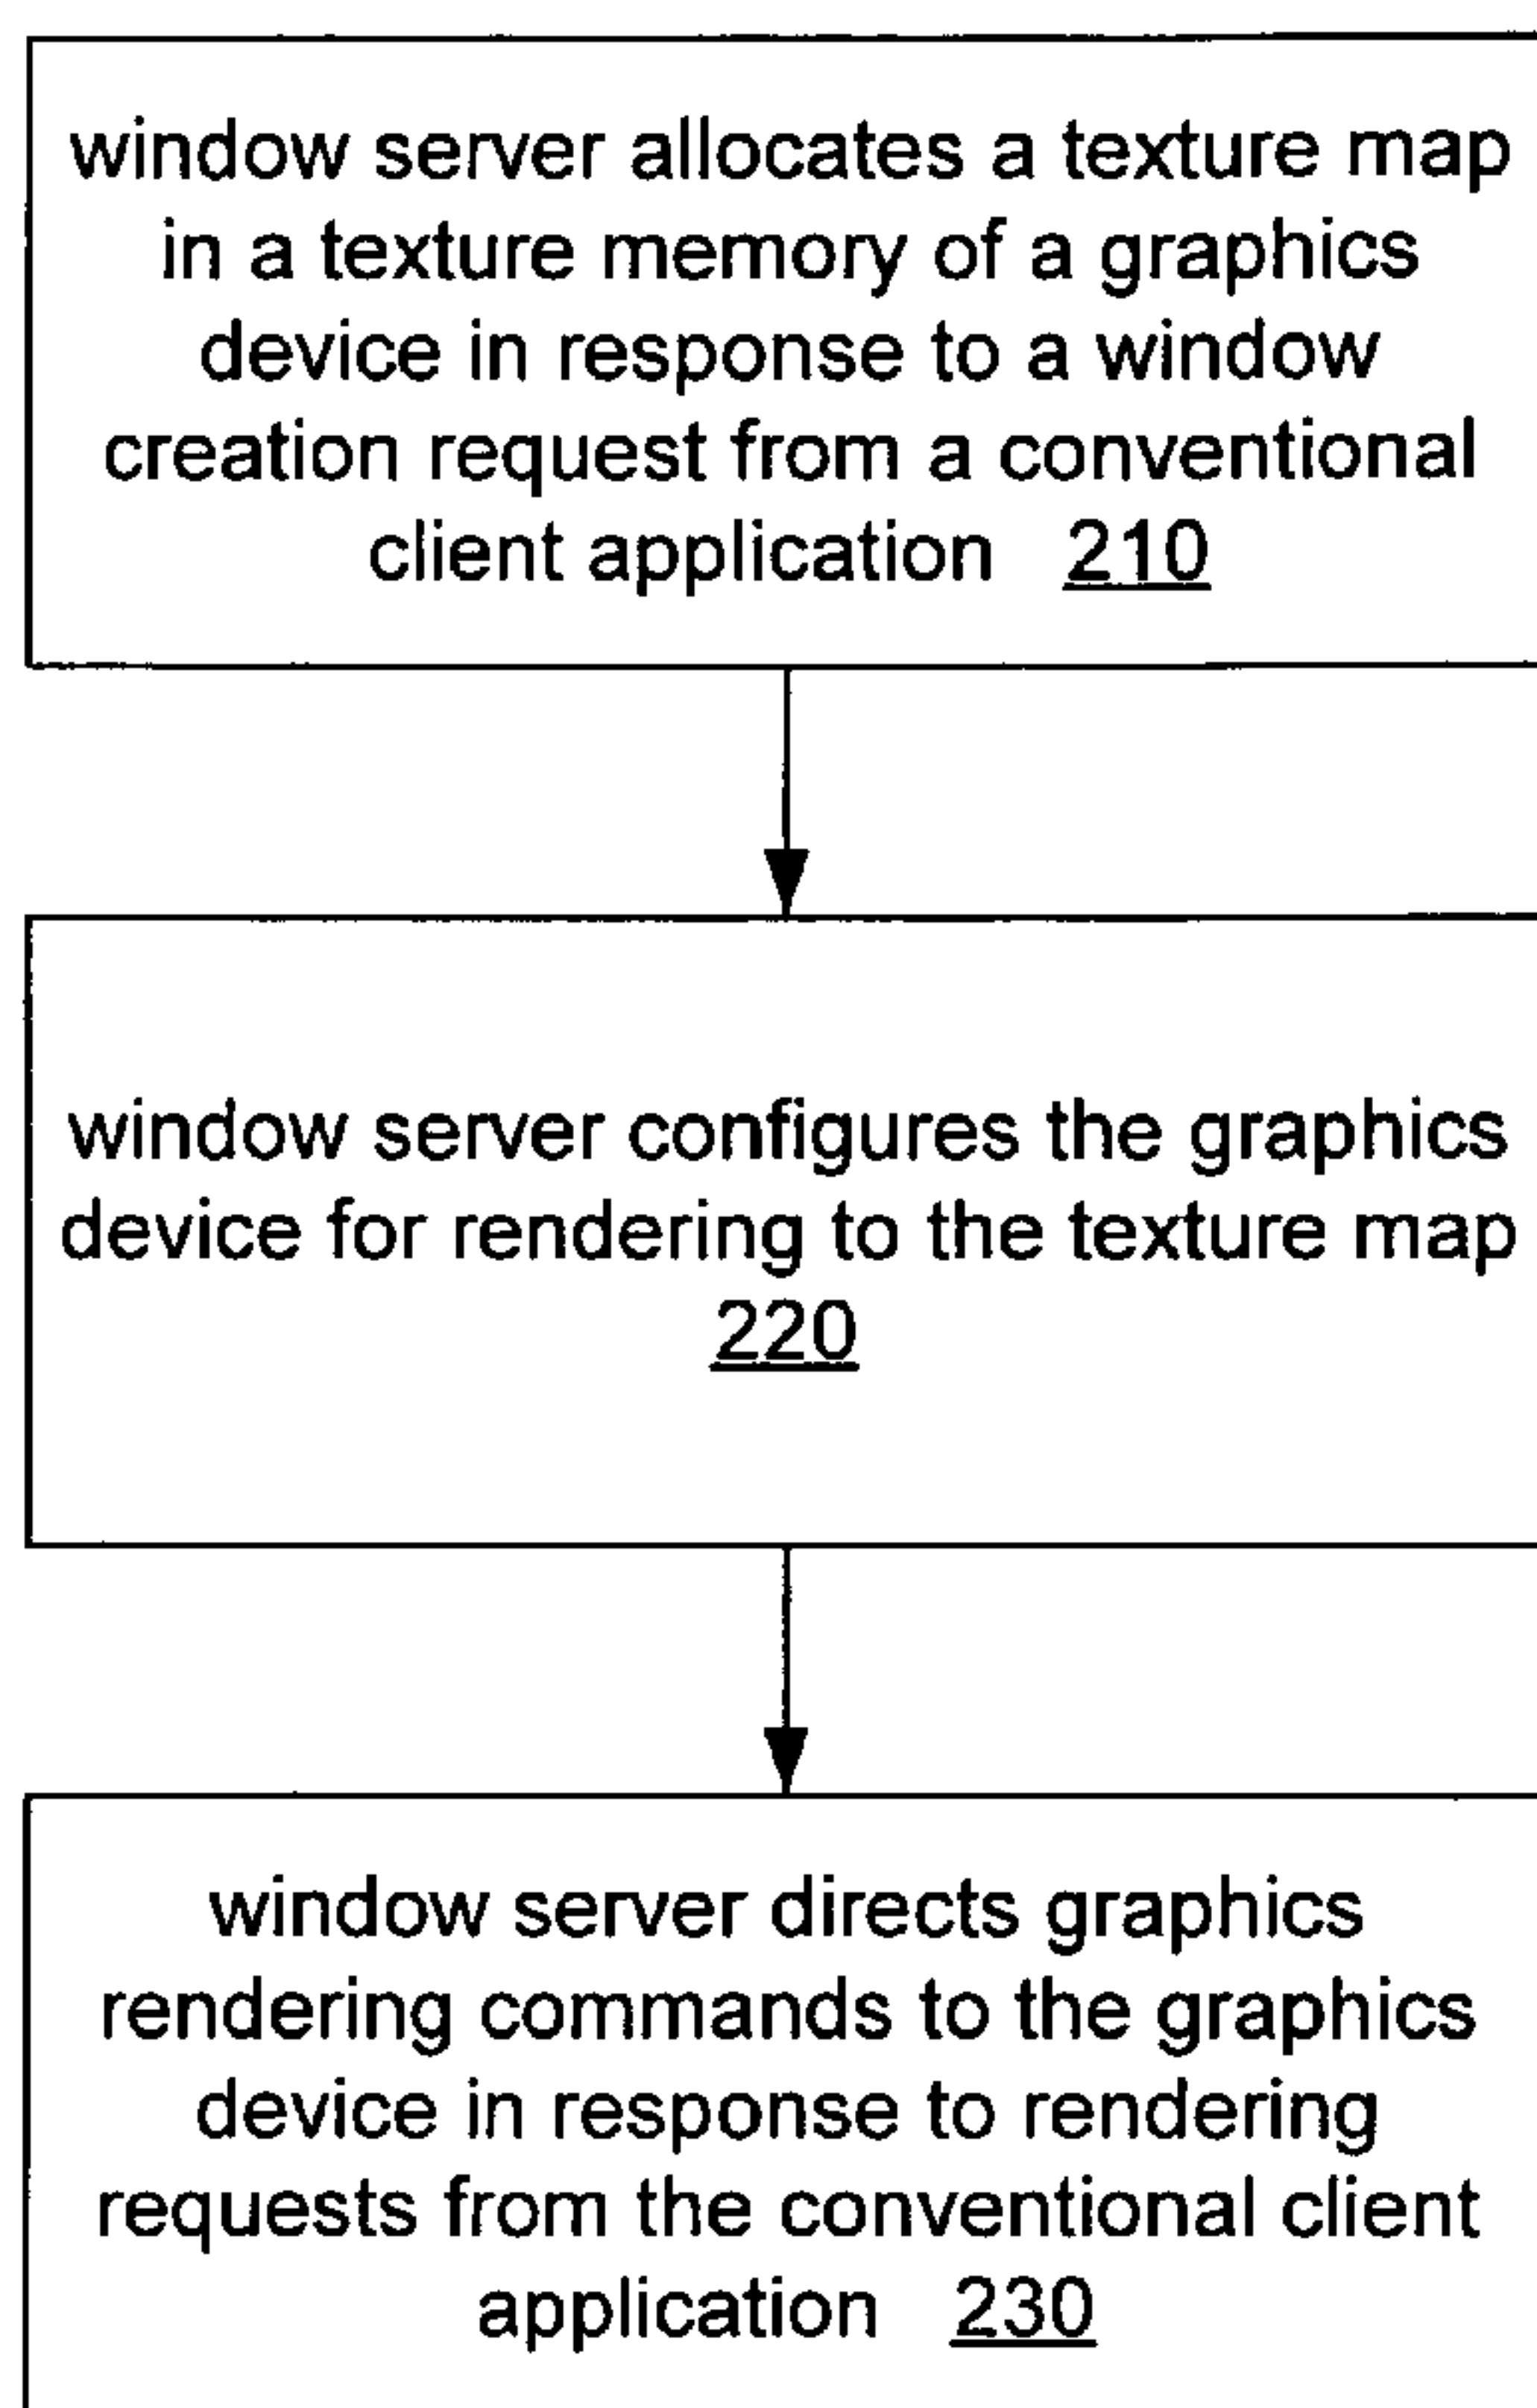 window server allocates a texture map
in a texture memory of a graphics
device in response to a window
creation request from a conventional
client application 210
window server configures the graphics
device for rendering to the texture map
220
window server directs graphics
rendering commands to the graphics
device in response to rendering
requests from the conventional client
application 230